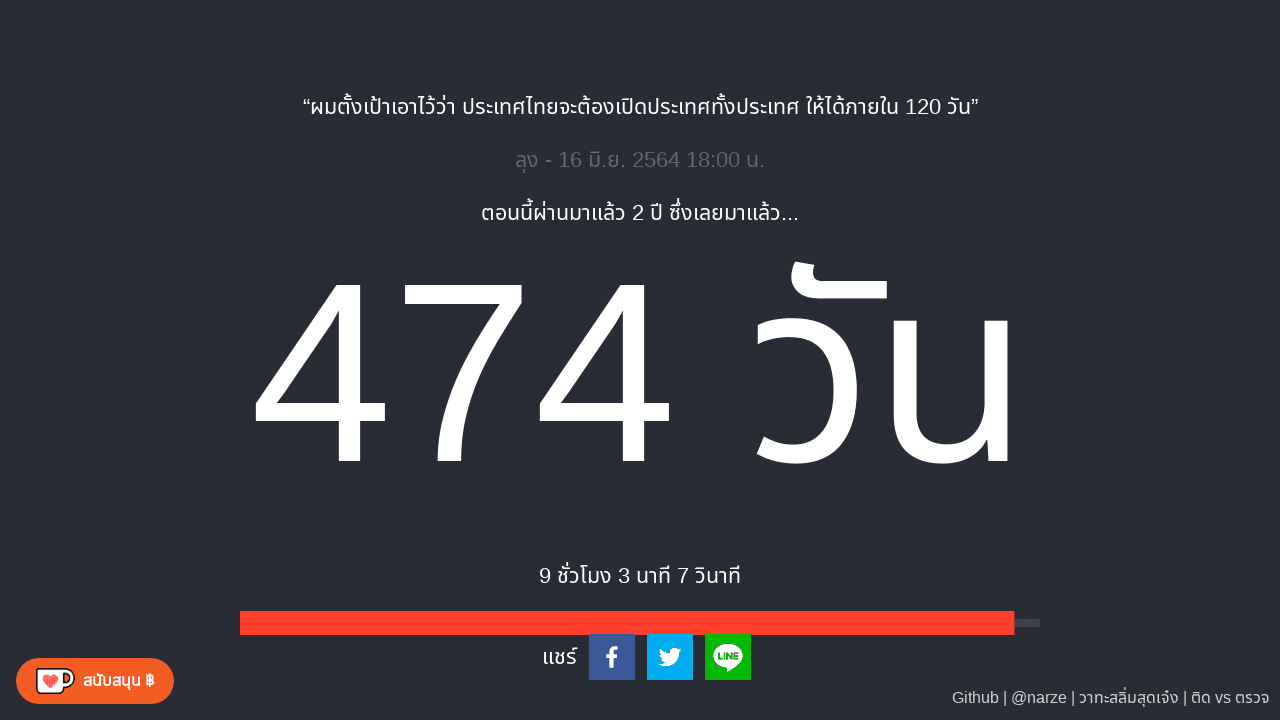 “ผมตั้งเป้าเอาไว้ว่า ประเทศไทยจะต้องเปิดประเทศทั้งประเทศ ให้ได้ภายใน 120 วัน”
ลุง - 16 มิ.ย. 2564 18:00 น.
ตอนนี้ผ่านมาแล้ว 2 ปี ซึ่งเลยมาแล้ว...
474 วัน
9 ชั่วโมง 3 นาที 7 วินาที
แชร์
LINE
สนับสนุน ฿
Github | @narze | วาทะสลิ่มสุดเจ๋ง | ติด vs ตรวจ